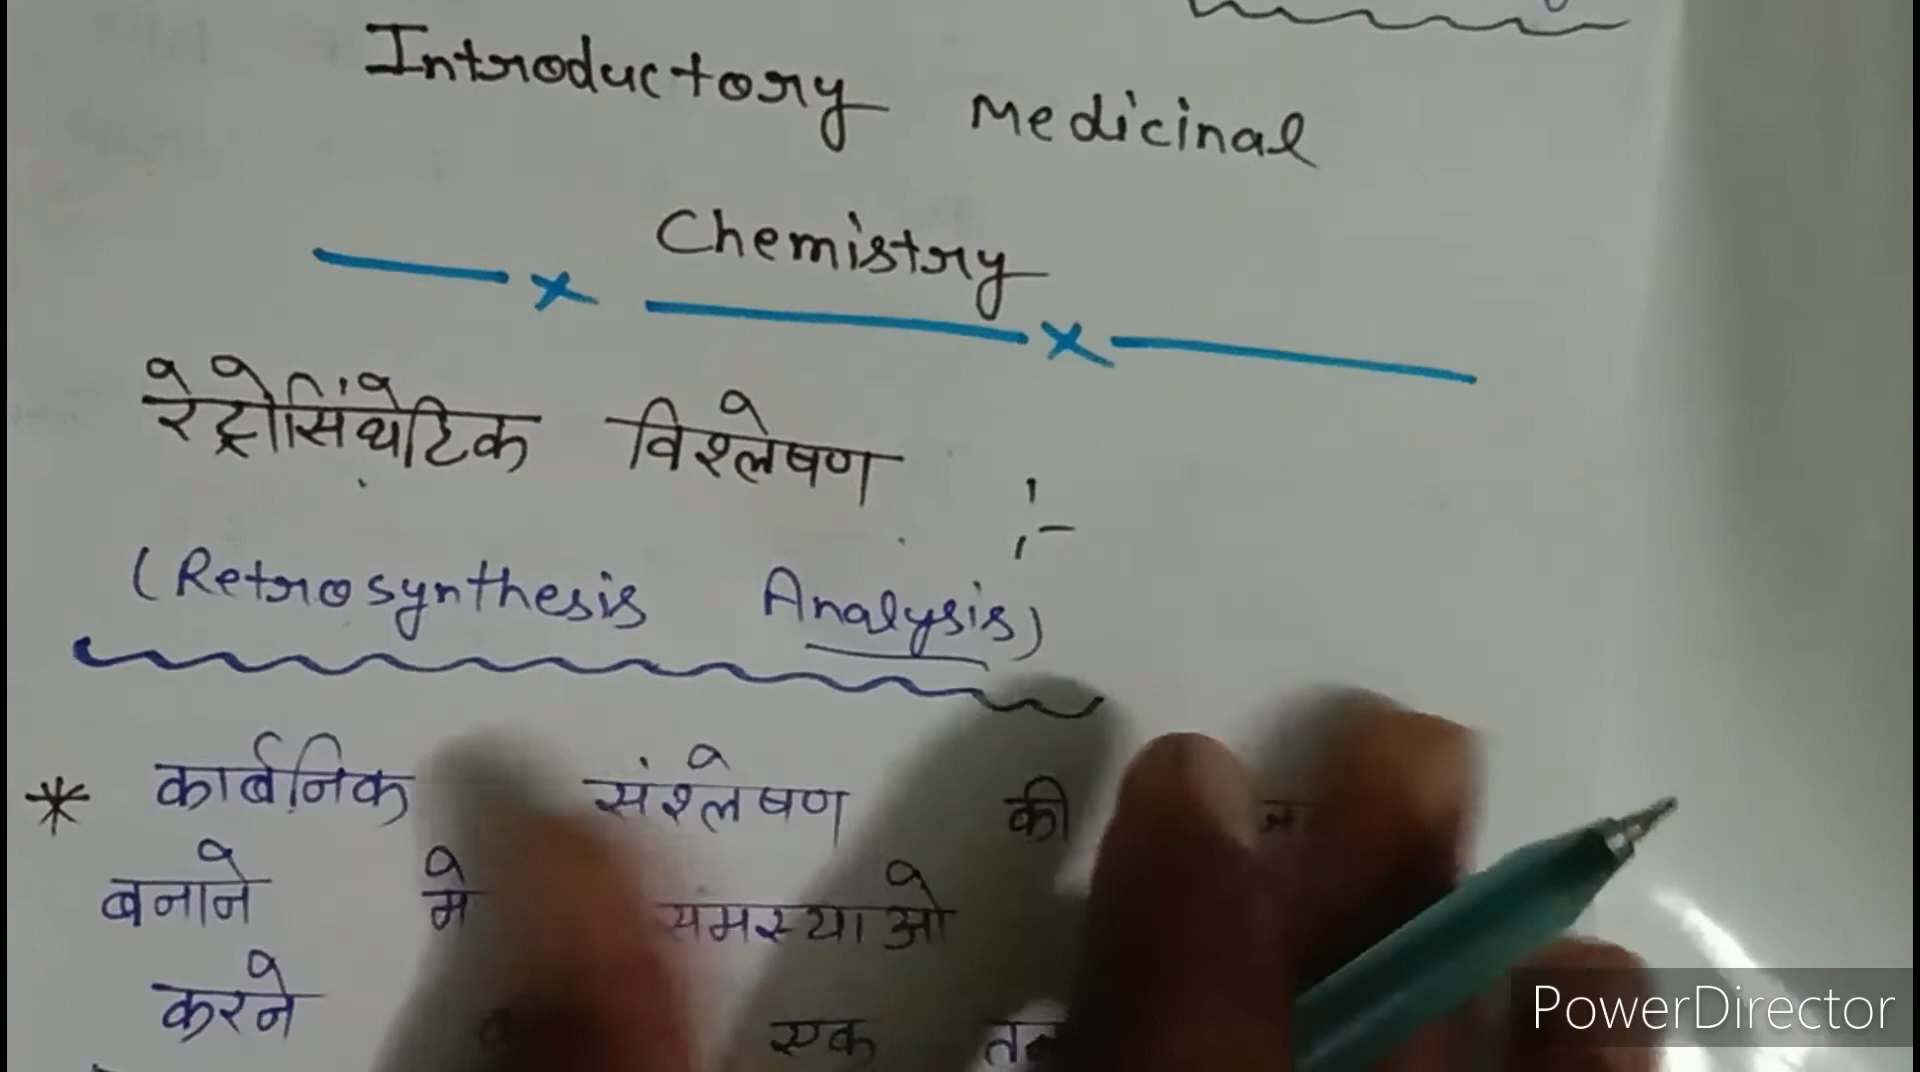 Introductory Medicinal
Chemistry
रेट्रोसिंथेटिक विश्लेषण :-
(Retrosynthesis Analysis)
* कार्बनिक संश्लेषण की
बनाने में समस्याओ
करने एक
PowerDirector